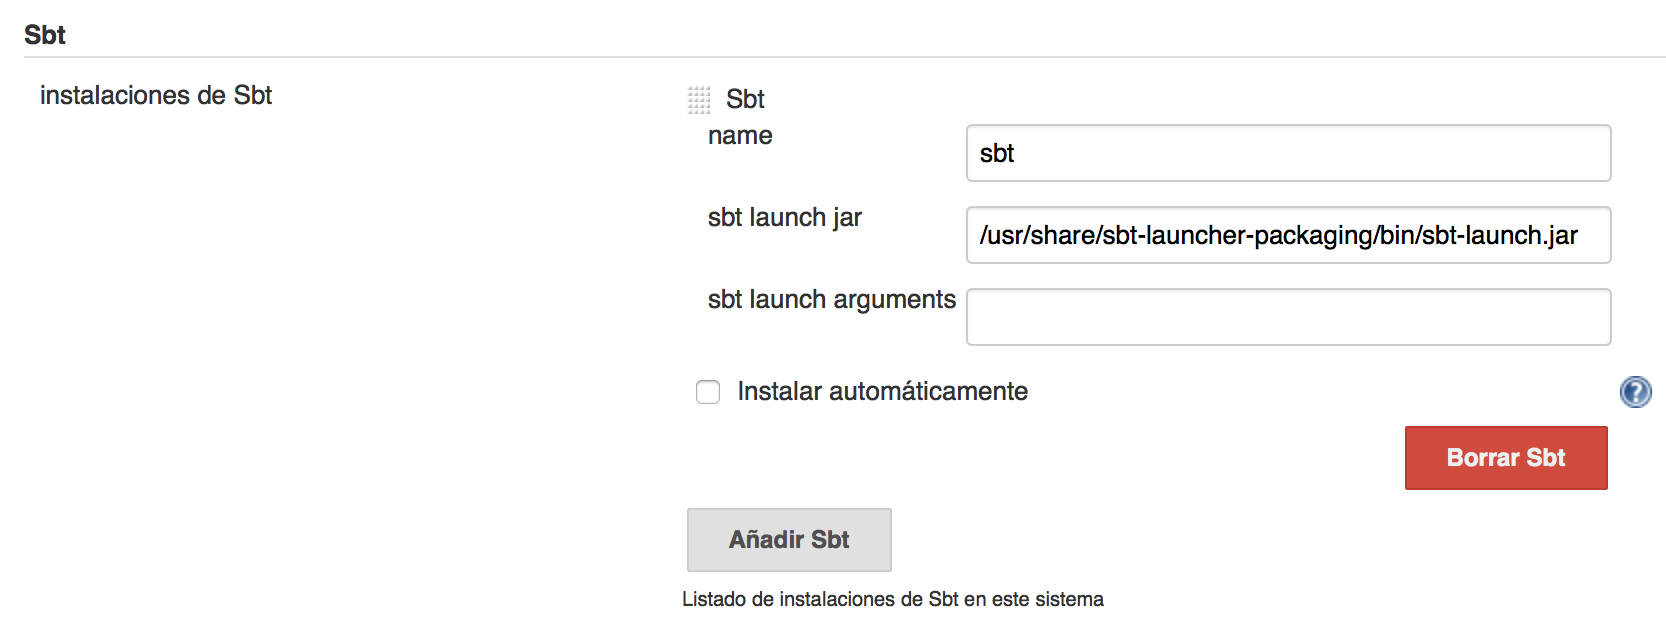 Sbt
instalaciones de Sbt
Sbt
name
sbt
sbt launch jar
/usr/share/sbt-launcher-packaging/bin/sbt-launch.jar
sbt launch arguments
Instalar automáticamente
?
Borrar Sbt
Añadir Sbt
Listado de instalaciones de Sbt en este sistema